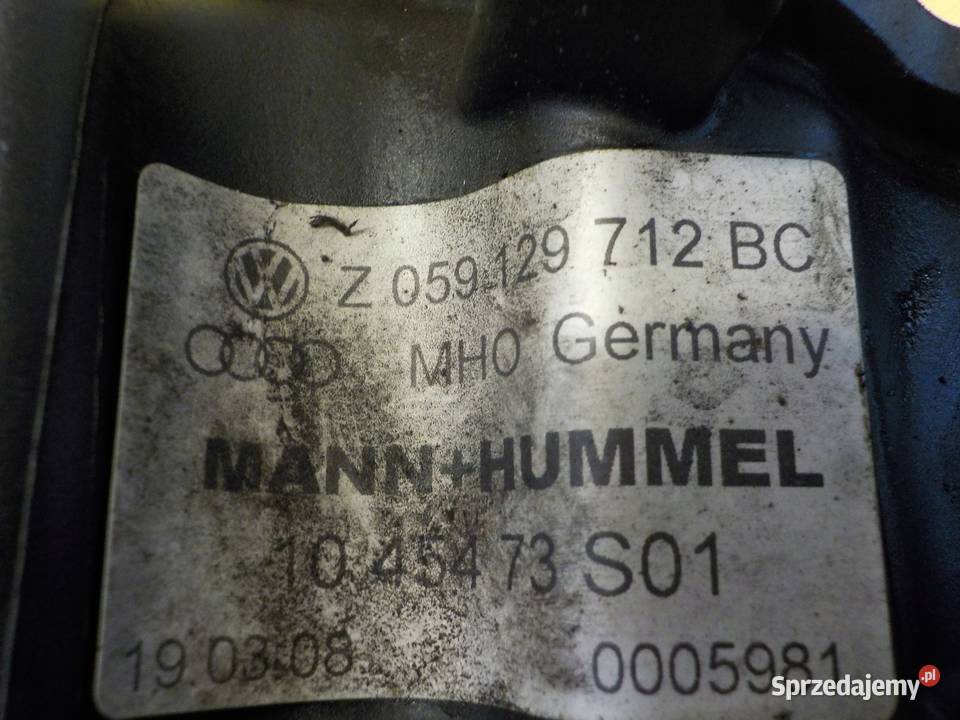 Z 059 129 712 BC
MH0 Germany
MANN+HUMMEL
10 454 73 S01
19.03.08 0005981
Sprzedajemy.pl